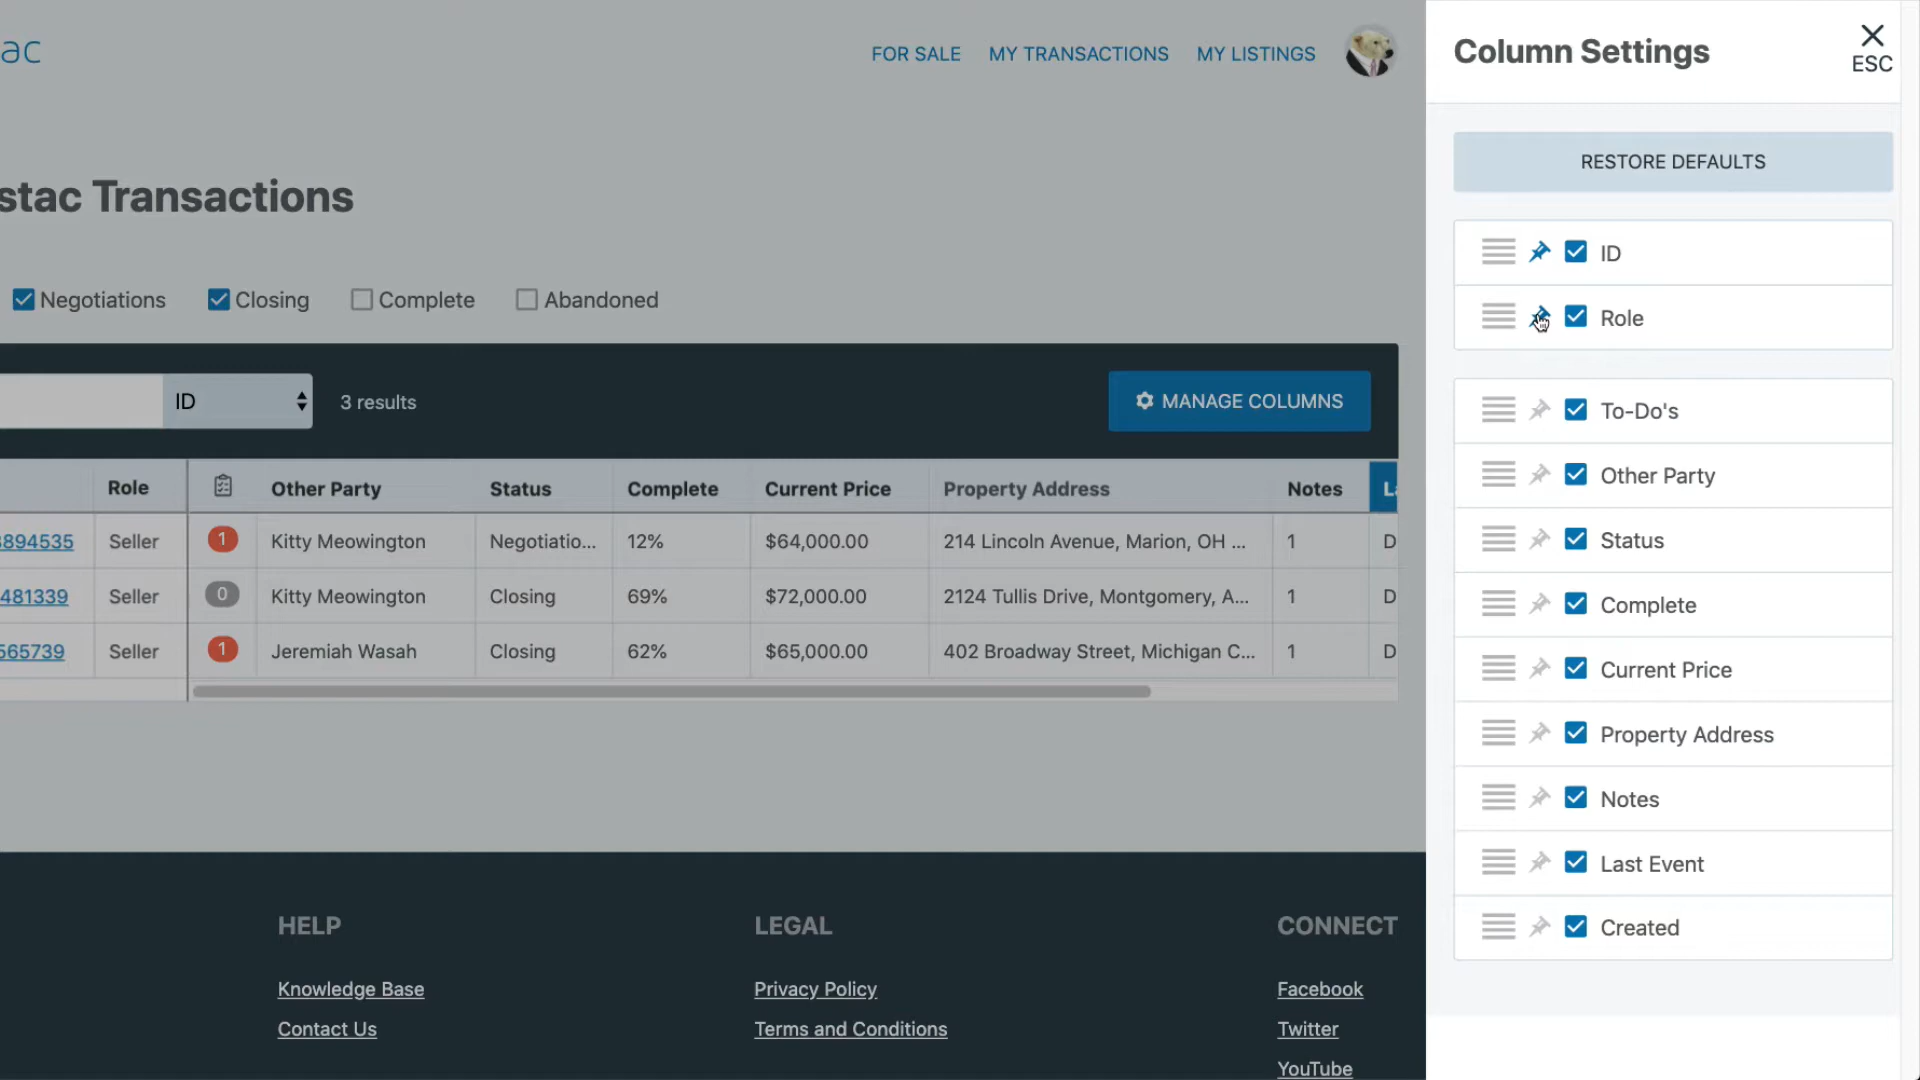 ac
FOR SALE MY TRANSACTIONS MY LISTINGS
stac Transactions
Negotiations Closing Complete Abandoned
ID 3 results MANAGE COLUMNS
Role Other Party Status Complete Current Price Property Address Notes La
8894535 Seller 1 Kitty Meowington Negotiatio... 12% $64,000.00 214 Lincoln Avenue, Marion, OH ... 1 D
481339 Seller 0 Kitty Meowington Closing 69% $72,000.00 2124 Tullis Drive, Montgomery, A... 1 D
565739 Seller 1 Jeremiah Wasah Closing 62% $65,000.00 402 Broadway Street, Michigan C... 1 D
HELP
Knowledge Base
Contact Us
LEGAL
Privacy Policy
Terms and Conditions
CONNECT
Facebook
Twitter
YouTube
Column Settings
ESC
RESTORE DEFAULTS
ID
Role
To-Do's
Other Party
Status
Complete
Current Price
Property Address
Notes
Last Event
Created